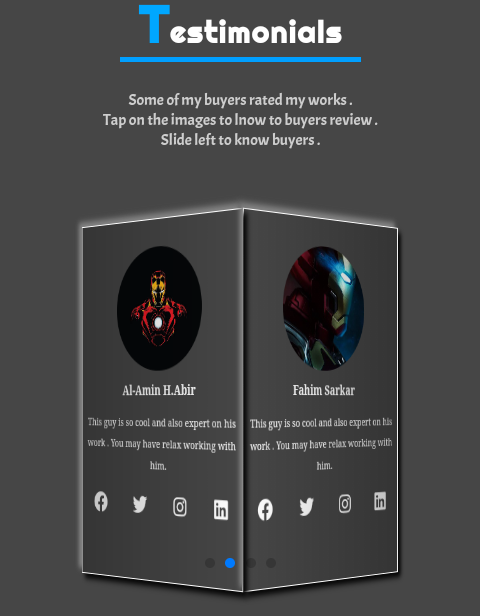 Testimonials
Some of my buyers rated my works .
Tap on the images to lnow to buyers review .
Slide left to know buyers .
Al-Amin H.Abir
This guy is so cool and also expert on his
work . You may have relax working with
him.
Fahim Sarkar
This guy is so cool and also expert on his
work . You may have relax working with
him.